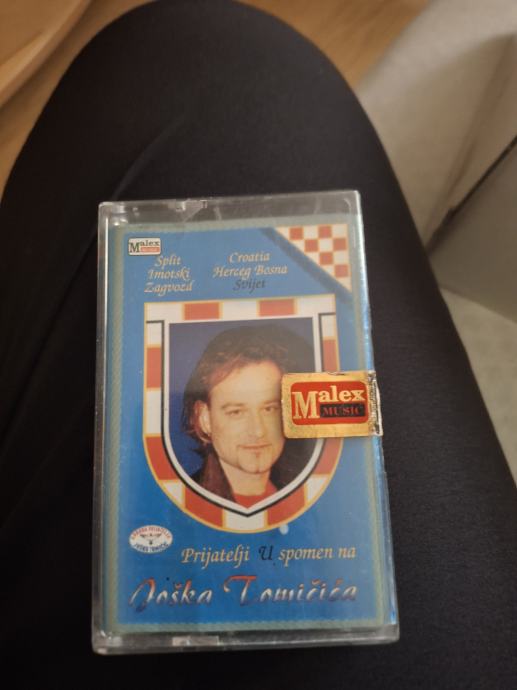 Malex
Split
Imotski
Zagvozd
Croatia
Herceg Bosna
Svijet
Malex
MUSIC
Prijatelji U spomen na
Joška Tomičića